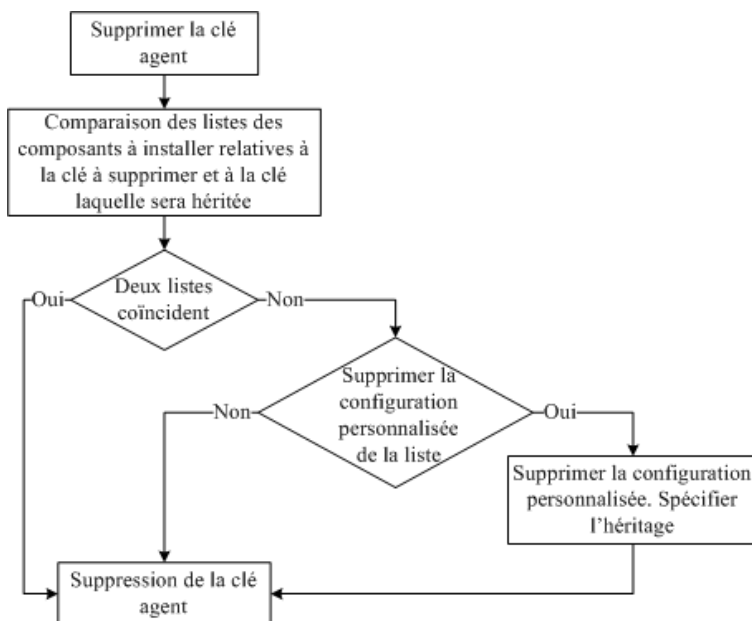 Supprimer la clé
agent
Comparaison des listes des
composants à installer relatives à
la clé à supprimer et à la clé
laquelle sera héritée
Deux listes
coïncident
Oui
Non
Supprimer la
configuration
personnalisée
de la liste
Non
Oui
Supprimer la configuration
personnalisée. Spécifier
l’héritage
Suppression de la clé
agent